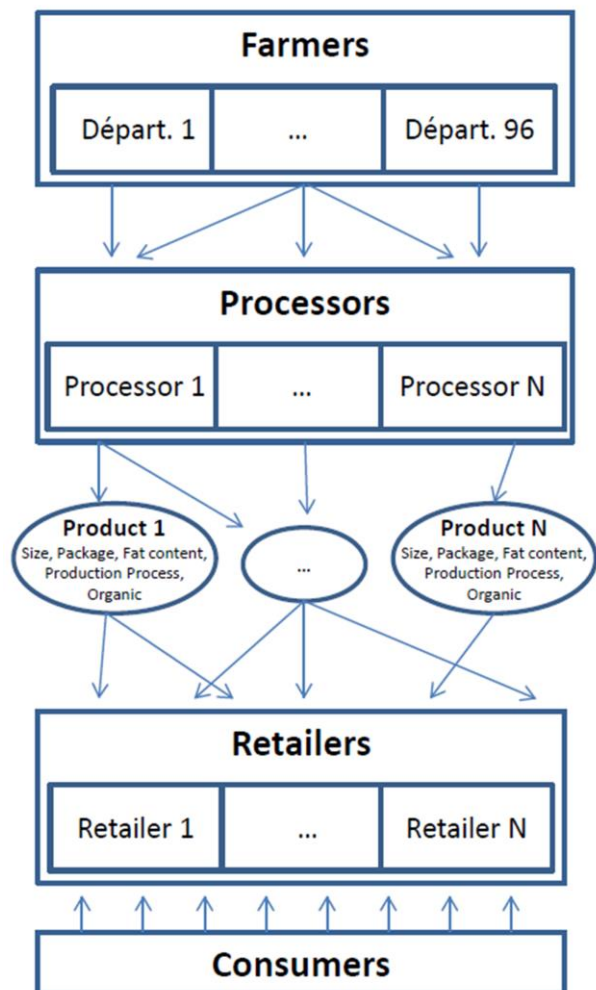 Farmers
Départ. 1
...
Départ. 96
Processors
Processor 1
...
Processor N
Product 1
Size, Package, Fat content,
Production Process,
Organic
...
Product N
Size, Package, Fat content,
Production Process,
Organic
Retailers
Retailer 1
...
Retailer N
Consumers